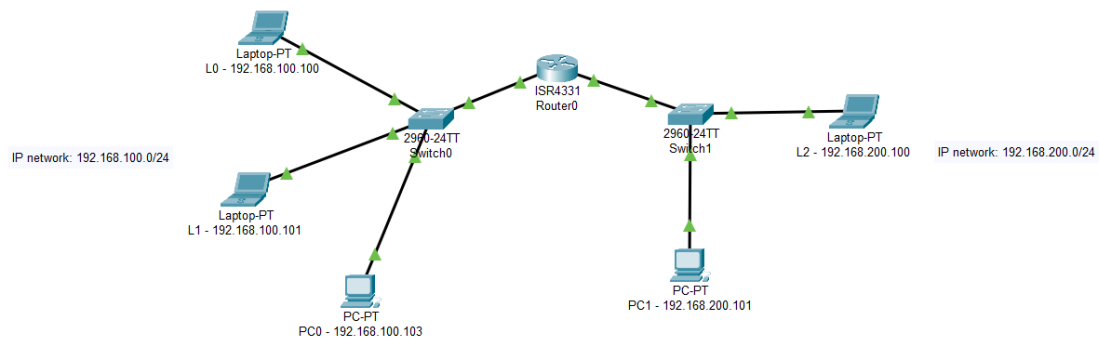 Laptop-PT
L0 - 192.168.100.100
ISR4331
Router0
2960-24TT
Switch0
2960-24TT
Switch1
Laptop-PT
L2 - 192.168.200.100
IP network: 192.168.100.0/24
IP network: 192.168.200.0/24
Laptop-PT
L1 - 192.168.100.101
PC-PT
PC1 - 192.168.200.101
PC-PT
PC0 - 192.168.100.103